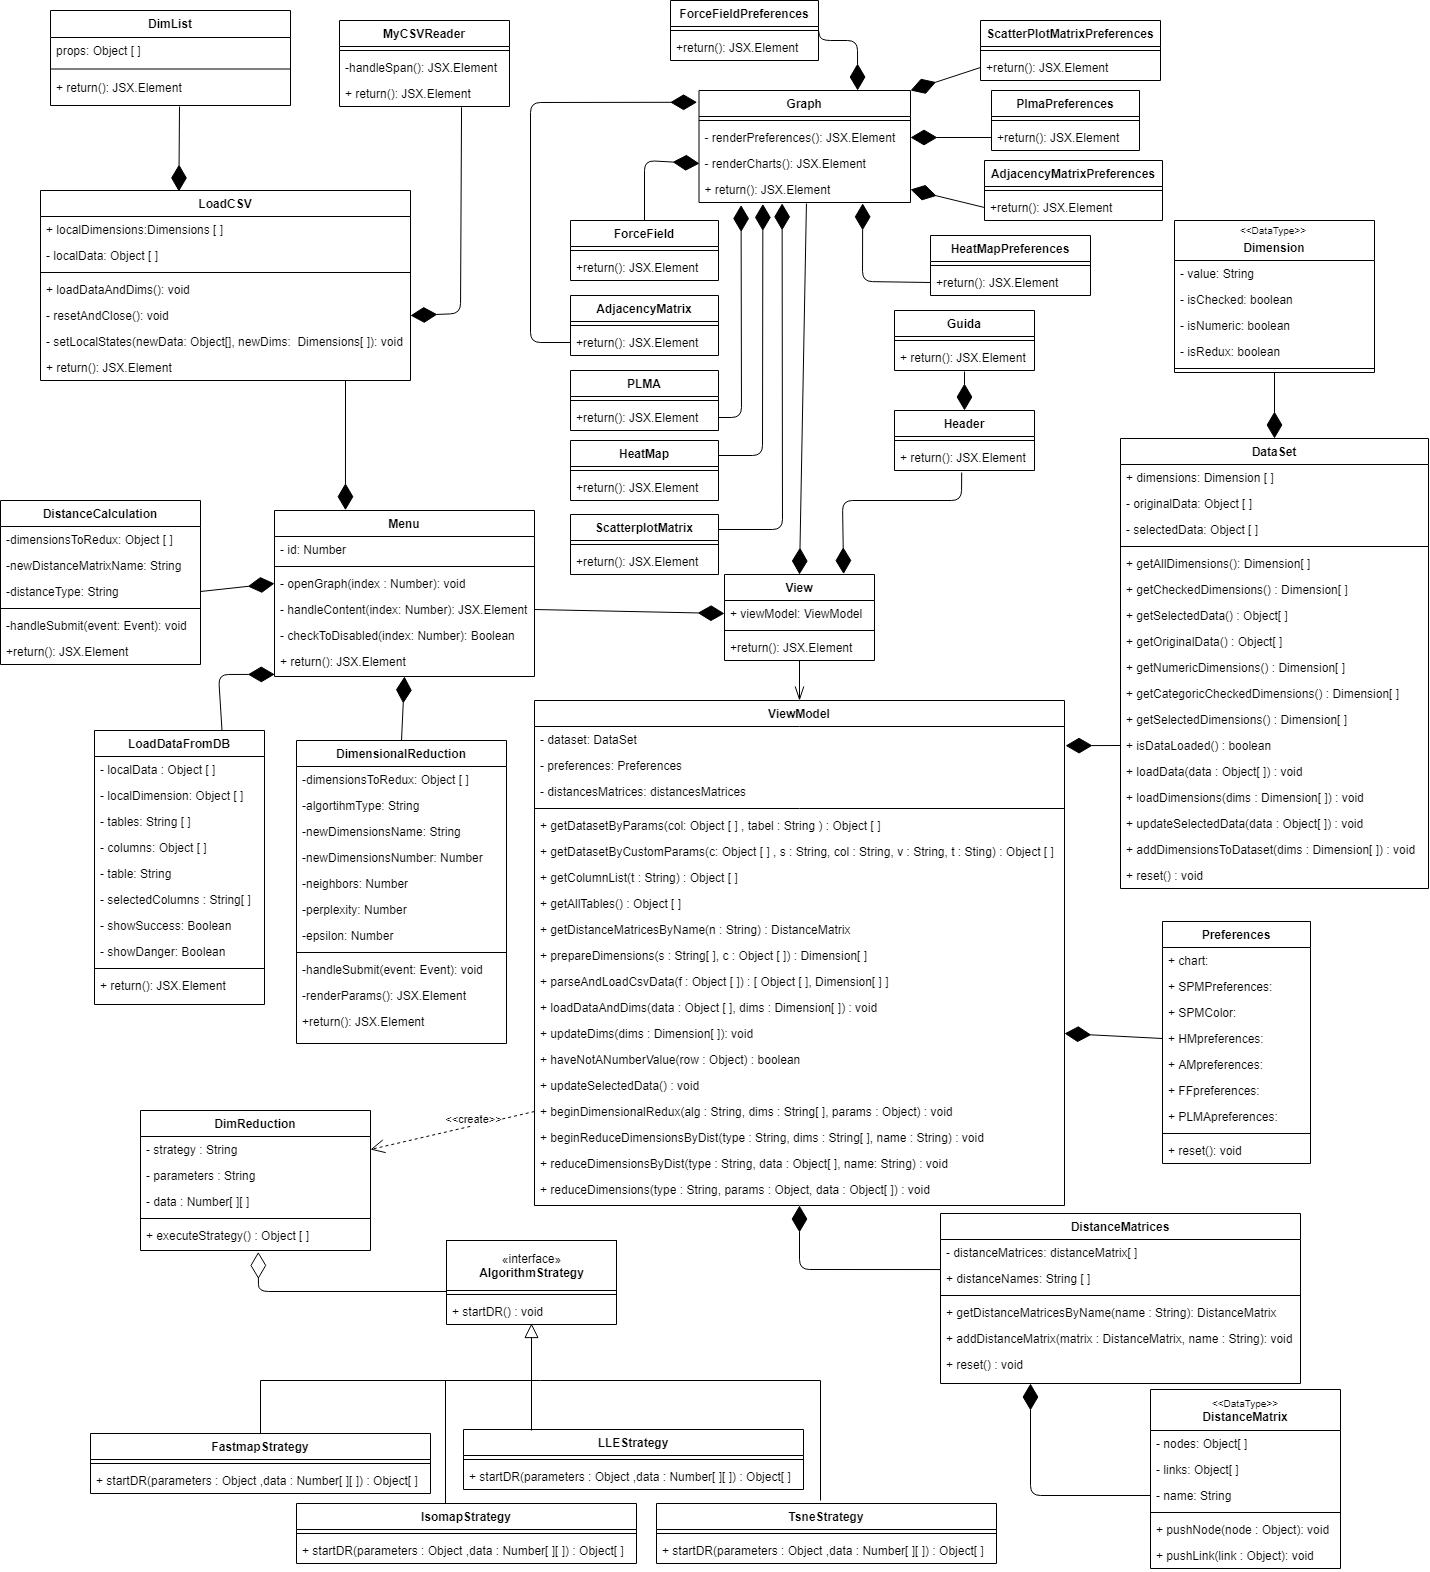 DimList
props: Object [ ]
+ return(): JSX.Element
MyCSVReader
-handleSpan(): JSX.Element
+ return(): JSX.Element
ForceFieldPreferences
+return(): JSX.Element
ScatterPlotMatrixPreferences
+return(): JSX.Element
Graph
- renderPreferences(): JSX.Element
- renderCharts(): JSX.Element
+ return(): JSX.Element
PlmaPreferences
+return(): JSX.Element
AdjacencyMatrixPreferences
+return(): JSX.Element
LoadCSV
+ localDimensions:Dimensions [ ]
- localData: Object [ ]
+ loadDataAndDims(): void
- resetAndClose(): void
- setLocalStates(newData: Object[], newDims:  Dimensions[ ]): void
+ return(): JSX.Element
ForceField
+return(): JSX.Element
HeatMapPreferences
+return(): JSX.Element
<<DataType>>
Dimension
- value: String
- isChecked: boolean
- isNumeric: boolean
- isRedux: boolean
AdjacencyMatrix
+return(): JSX.Element
Guida
+ return(): JSX.Element
PLMA
+return(): JSX.Element
Header
+ return(): JSX.Element
HeatMap
+return(): JSX.Element
ScatterplotMatrix
+return(): JSX.Element
DataSet
+ dimensions: Dimension [ ]
- originalData: Object [ ]
- selectedData: Object [ ]
+ getAllDimensions(): Dimension[ ]
+ getCheckedDimensions() : Dimension[ ]
+ getSelectedData() : Object[ ]
+ getOriginalData() : Object[ ]
+ getNumericDimensions() : Dimension[ ]
+ getCategoricCheckedDimensions() : Dimension[ ]
+ getSelectedDimensions() : Dimension[ ]
+ isDataLoaded() : boolean
+ loadData(data : Object[ ]) : void
+ loadDimensions(dims : Dimension[ ]) : void
+ updateSelectedData(data : Object[ ]) : void
+ addDimensionsToDataset(dims : Dimension[ ]) : void
+ reset() : void
DistanceCalculation
-dimensionsToRedux: Object [ ]
-newDistanceMatrixName: String
-distanceType: String
-handleSubmit(event: Event): void
+return(): JSX.Element
Menu
- id: Number
- openGraph(index : Number): void
- handleContent(index: Number): JSX.Element
- checkToDisabled(index: Number): Boolean
+ return(): JSX.Element
View
+ viewModel: ViewModel
+return(): JSX.Element
LoadDataFromDB
- localData : Object [ ]
- localDimension: Object [ ]
- tables: String [ ]
- columns: Object [ ]
- table: String
- selectedColumns : String[ ]
- showSuccess: Boolean
- showDanger: Boolean
+ return(): JSX.Element
DimensionalReduction
-dimensionsToRedux: Object [ ]
-algortihmType: String
-newDimensionsName: String
-newDimensionsNumber: Number
-neighbors: Number
-perplexity: Number
-epsilon: Number
-handleSubmit(event: Event): void
-renderParams(): JSX.Element
+return(): JSX.Element
ViewModel
- dataset: DataSet
- preferences: Preferences
- distancesMatrices: distancesMatrices
+ getDatasetByParams(col: Object [ ] , tabel : String ) : Object [ ]
+ getDatasetByCustomParams(c: Object [ ] , s : String, col : String, v : String, t : Sting) : Object [ ]
+ getColumnList(t : String) : Object [ ]
+ getAllTables() : Object [ ]
+ getDistanceMatricesByName(n : String) : DistanceMatrix
+ prepareDimensions(s : String[ ], c : Object [ ]) : Dimension[ ]
+ parseAndLoadCsvData(f : Object [ ]) : [ Object [ ], Dimension[ ] ]
+ loadDataAndDims(data : Object [ ], dims : Dimension[ ]) : void
+ updateDims(dims : Dimension[ ]): void
+ haveNotANumberValue(row : Object) : boolean
+ updateSelectedData() : void
+ beginDimensionalRedux(alg : String, dims : String[ ], params : Object) : void
+ beginReduceDimensionsByDist(type : String, dims : String[ ], name : String) : void
+ reduceDimensionsByDist(type : String, data : Object[ ], name: String) : void
+ reduceDimensions(type : String, params : Object, data : Object[ ]) : void
Preferences
+ chart:
+ SPMPreferences:
+ SPMColor:
+ HMpreferences:
+ AMpreferences:
+ FFpreferences:
+ PLMApreferences:
+ reset(): void
<<create>>
DimReduction
- strategy : String
- parameters : String
- data : Number[ ][ ]
+ executeStrategy() : Object [ ]
«interface»
AlgorithmStrategy
+ startDR() : void
DistanceMatrices
- distanceMatrices: distanceMatrix[ ]
+ distanceNames: String [ ]
+ getDistanceMatricesByName(name : String): DistanceMatrix
+ addDistanceMatrix(matrix : DistanceMatrix, name : String): void
+ reset() : void
<<DataType>>
DistanceMatrix
- nodes: Object[ ]
- links: Object[ ]
- name: String
+ pushNode(node : Object): void
+ pushLink(link : Object): void
FastmapStrategy
+ startDR(parameters : Object ,data : Number[ ][ ]) : Object[ ]
LLEStrategy
+ startDR(parameters : Object ,data : Number[ ][ ]) : Object[ ]
IsomapStrategy
+ startDR(parameters : Object ,data : Number[ ][ ]) : Object[ ]
TsneStrategy
+ startDR(parameters : Object ,data : Number[ ][ ]) : Object[ ]